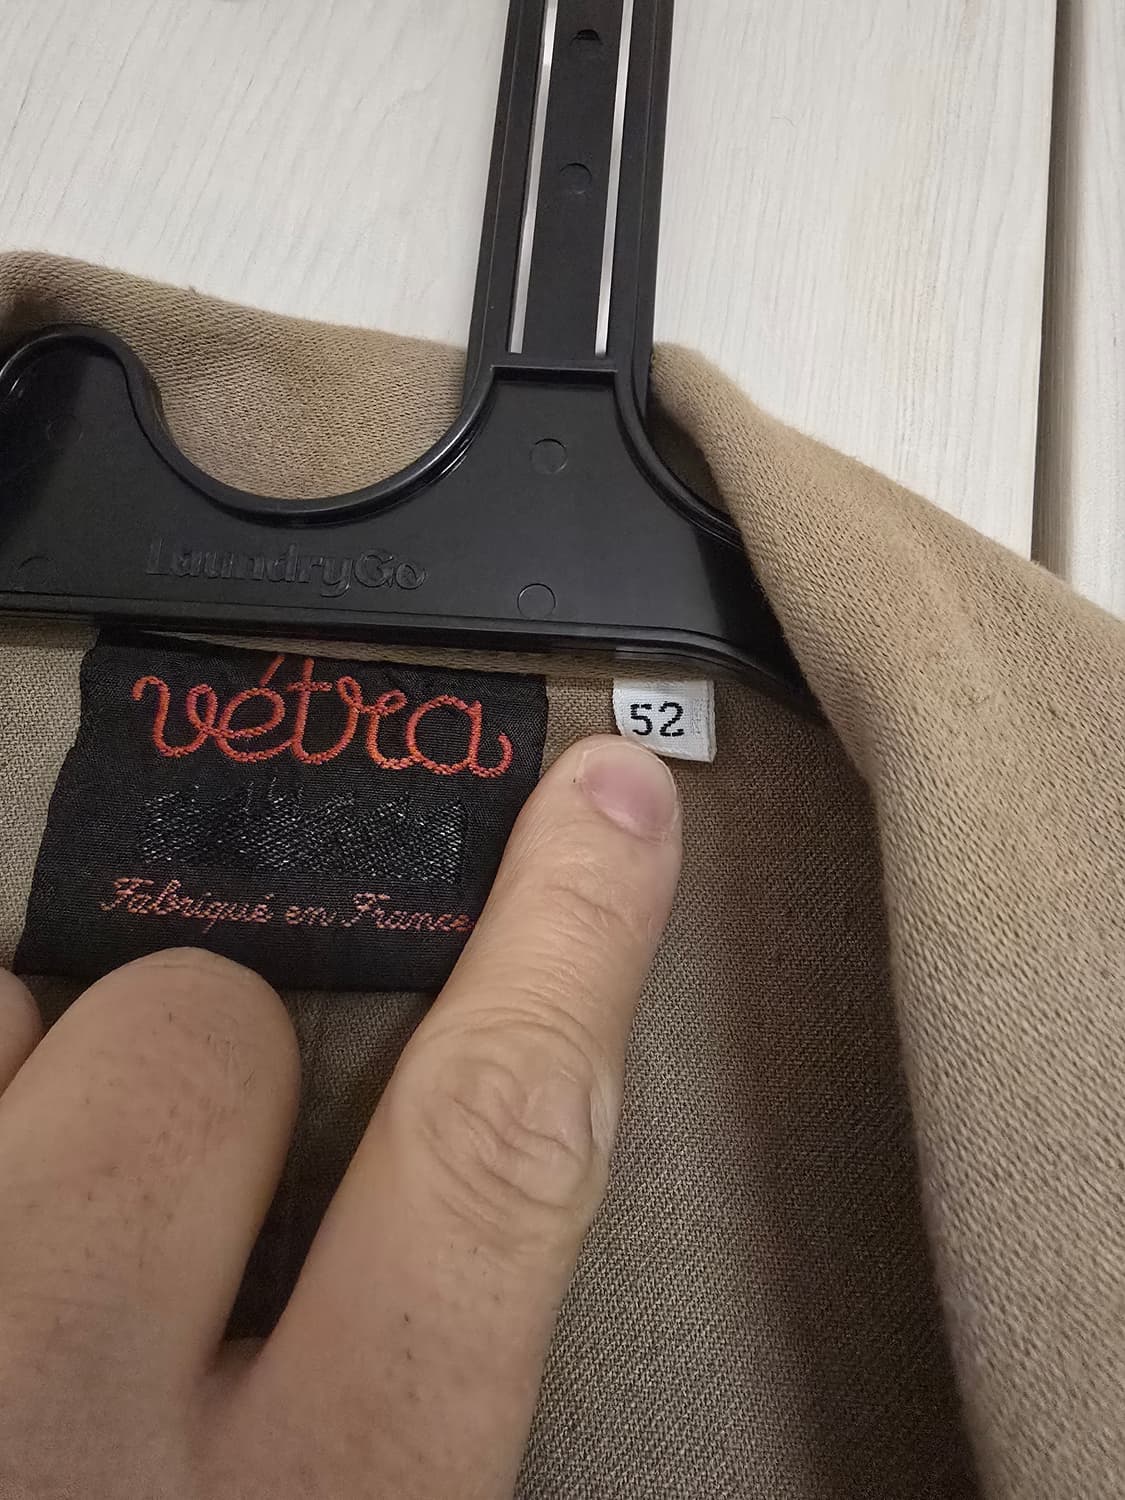 LaundryGo
vétra
52
Fabriqué en France